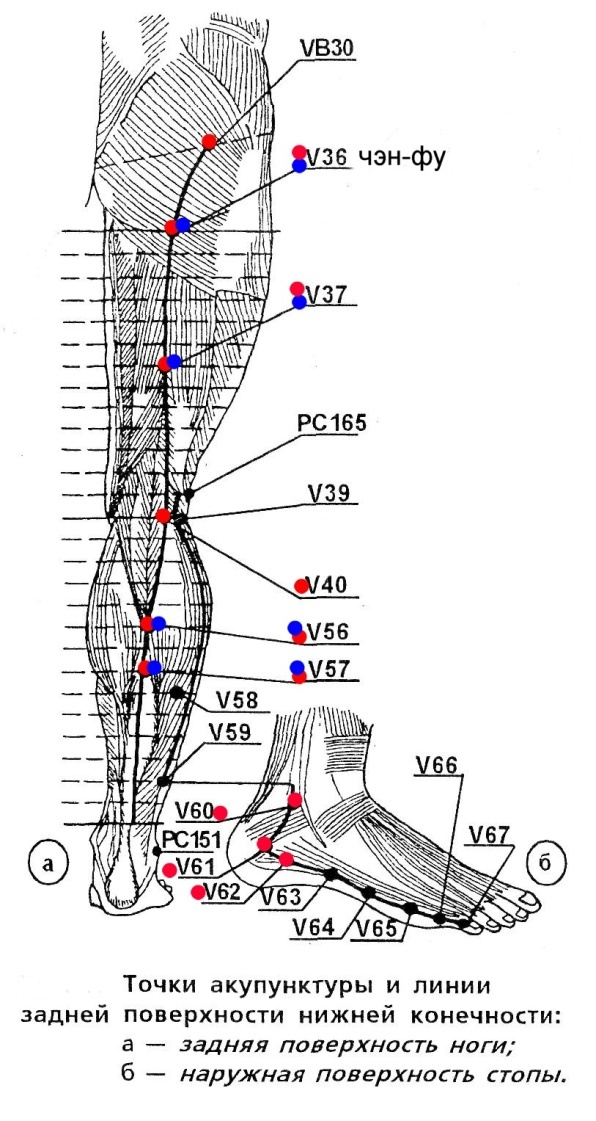 VB30
V36 чэн-фу
V37
PC165
V39
V40
V56
V57
V58
V59
V66
V60
V67
PC151
а
V61
б
V62
V63
V64
V65
Точки акупунктуры и линии
задней поверхности нижней конечности:
а — задняя поверхность ноги;
б — наружная поверхность стопы.